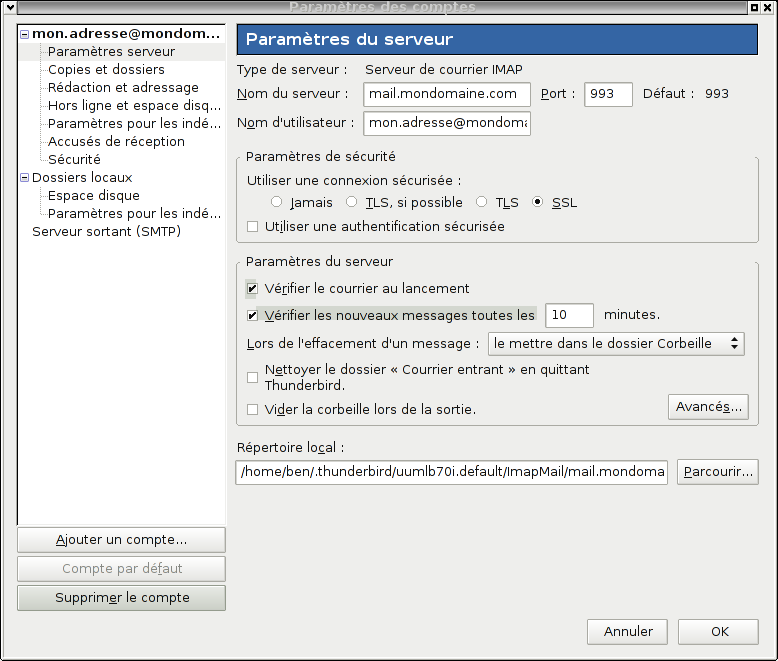 Paramètres des comptes
mon.adresse@mondom...
Paramètres serveur
Copies et dossiers
Rédaction et adressage
Hors ligne et espace disq...
Paramètres pour les indé...
Accusés de réception
Sécurité
Dossiers locaux
Espace disque
Paramètres pour les indé...
Serveur sortant (SMTP)
Ajouter un compte...
Compte par défaut
Supprimer le compte
Paramètres du serveur
Type de serveur : Serveur de courrier IMAP
Nom du serveur : mail.mondomaine.com Port : 993 Défaut : 993
Nom d'utilisateur : mon.adresse@mondoma
Paramètres de sécurité
Utiliser une connexion sécurisée :
Jamais TLS, si possible TLS SSL
Utiliser une authentification sécurisée
Paramètres du serveur
Vérifier le courrier au lancement
Vérifier les nouveaux messages toutes les 10 minutes.
Lors de l'effacement d'un message : le mettre dans le dossier Corbeille
Nettoyer le dossier « Courrier entrant » en quittant
Thunderbird.
Vider la corbeille lors de la sortie.
Avancés...
Répertoire local :
/home/ben/.thunderbird/uumlb70i.default/ImapMail/mail.mondoma Parcourir...
Annuler OK